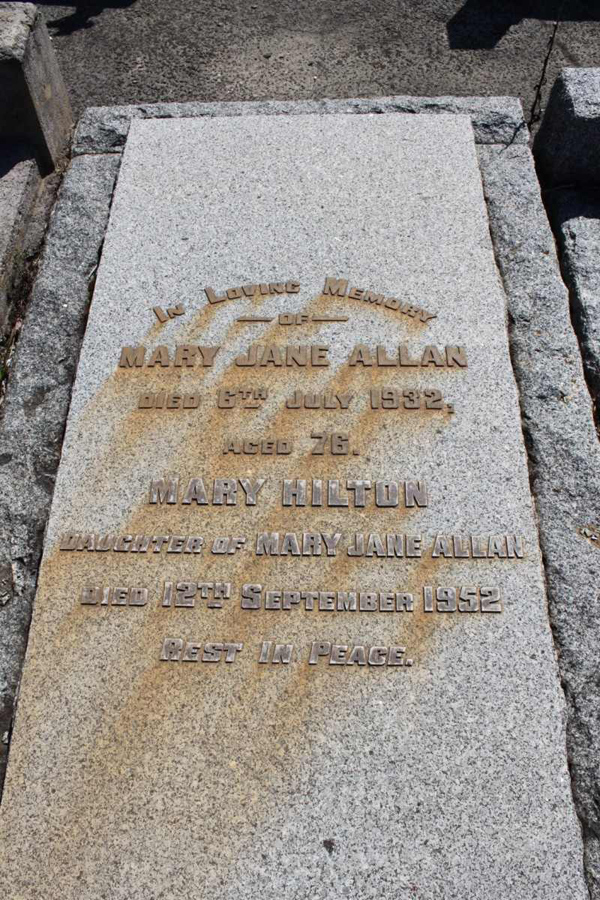 In Loving Memory
— OF —
MARY JANE ALLAN
DIED 6TH JULY 1932,
AGED 76.
MARY HILTON
DAUGHTER OF MARY JANE ALLAN
DIED 12TH SEPTEMBER 1952
REST IN PEACE.